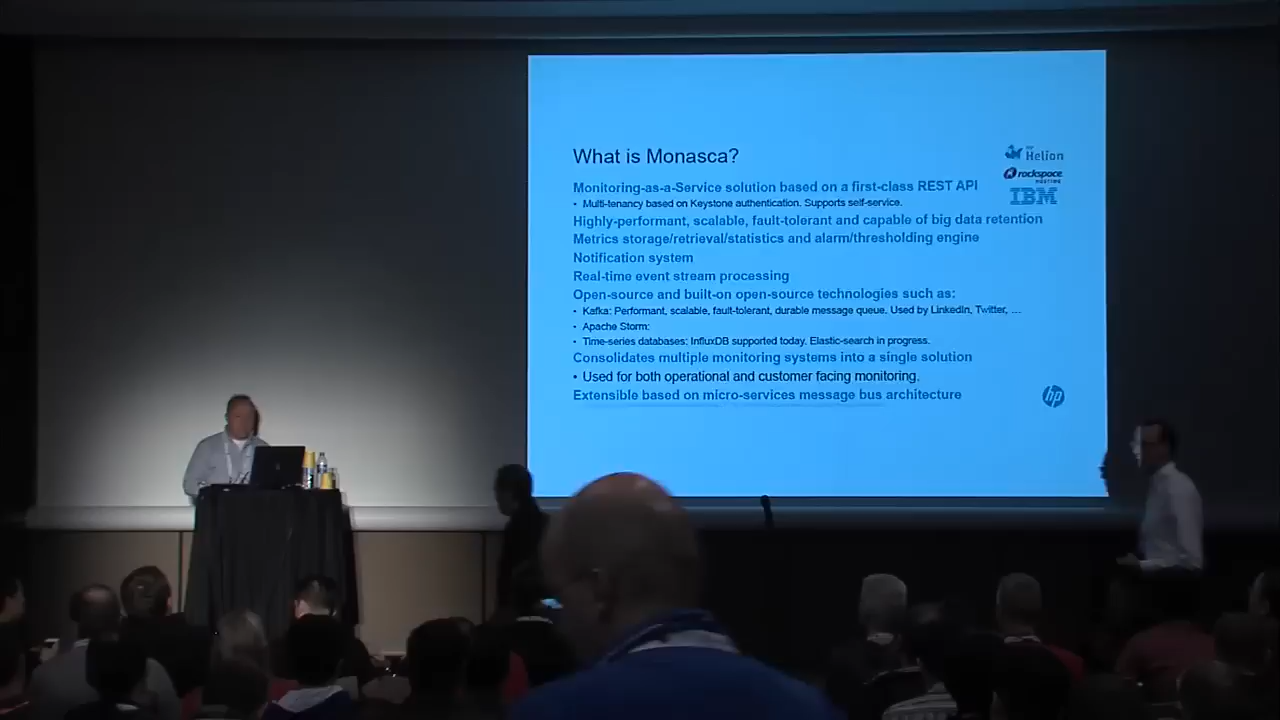 What is Monasca?
Helion
rackspace
HOSTING
IBM
Monitoring-as-a-Service solution based on a first-class REST API
• Multi-tenancy based on Keystone authentication. Supports self-service.
Highly-performant, scalable, fault-tolerant and capable of big data retention
Metrics storage/retrieval/statistics and alarm/thresholding engine
Notification system
Real-time event stream processing
Open-source and built-on open-source technologies such as:
• Kafka: Performant, scalable, fault-tolerant, durable message queue. Used by LinkedIn, Twitter, …
• Apache Storm:
• Time-series databases: InfluxDB supported today. Elastic-search in progress.
Consolidates multiple monitoring systems into a single solution
• Used for both operational and customer facing monitoring.
Extensible based on micro-services message bus architecture
hp